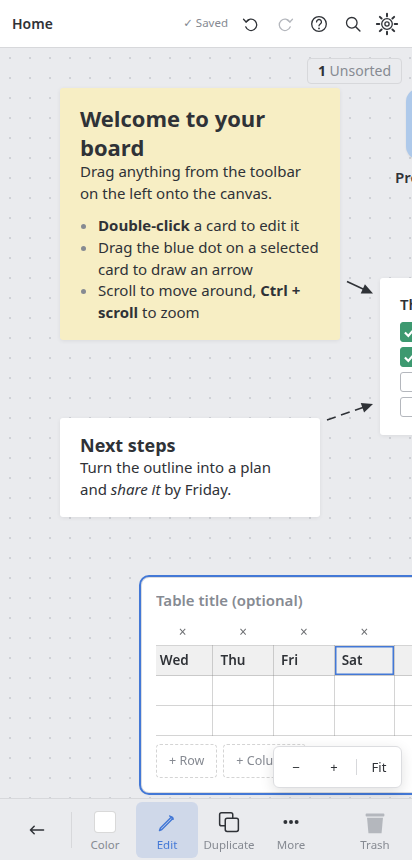 Home
✓ Saved
1 Unsorted
Welcome to your
board
Drag anything from the toolbar
on the left onto the canvas.
Double-click a card to edit it
Drag the blue dot on a selected
card to draw an arrow
Scroll to move around, Ctrl +
scroll to zoom
Next steps
Turn the outline into a plan
and share it by Friday.
Table title (optional)
× × × ×
Wed Thu Fri Sat
+ Row
− + Fit
Color Edit Duplicate More Trash